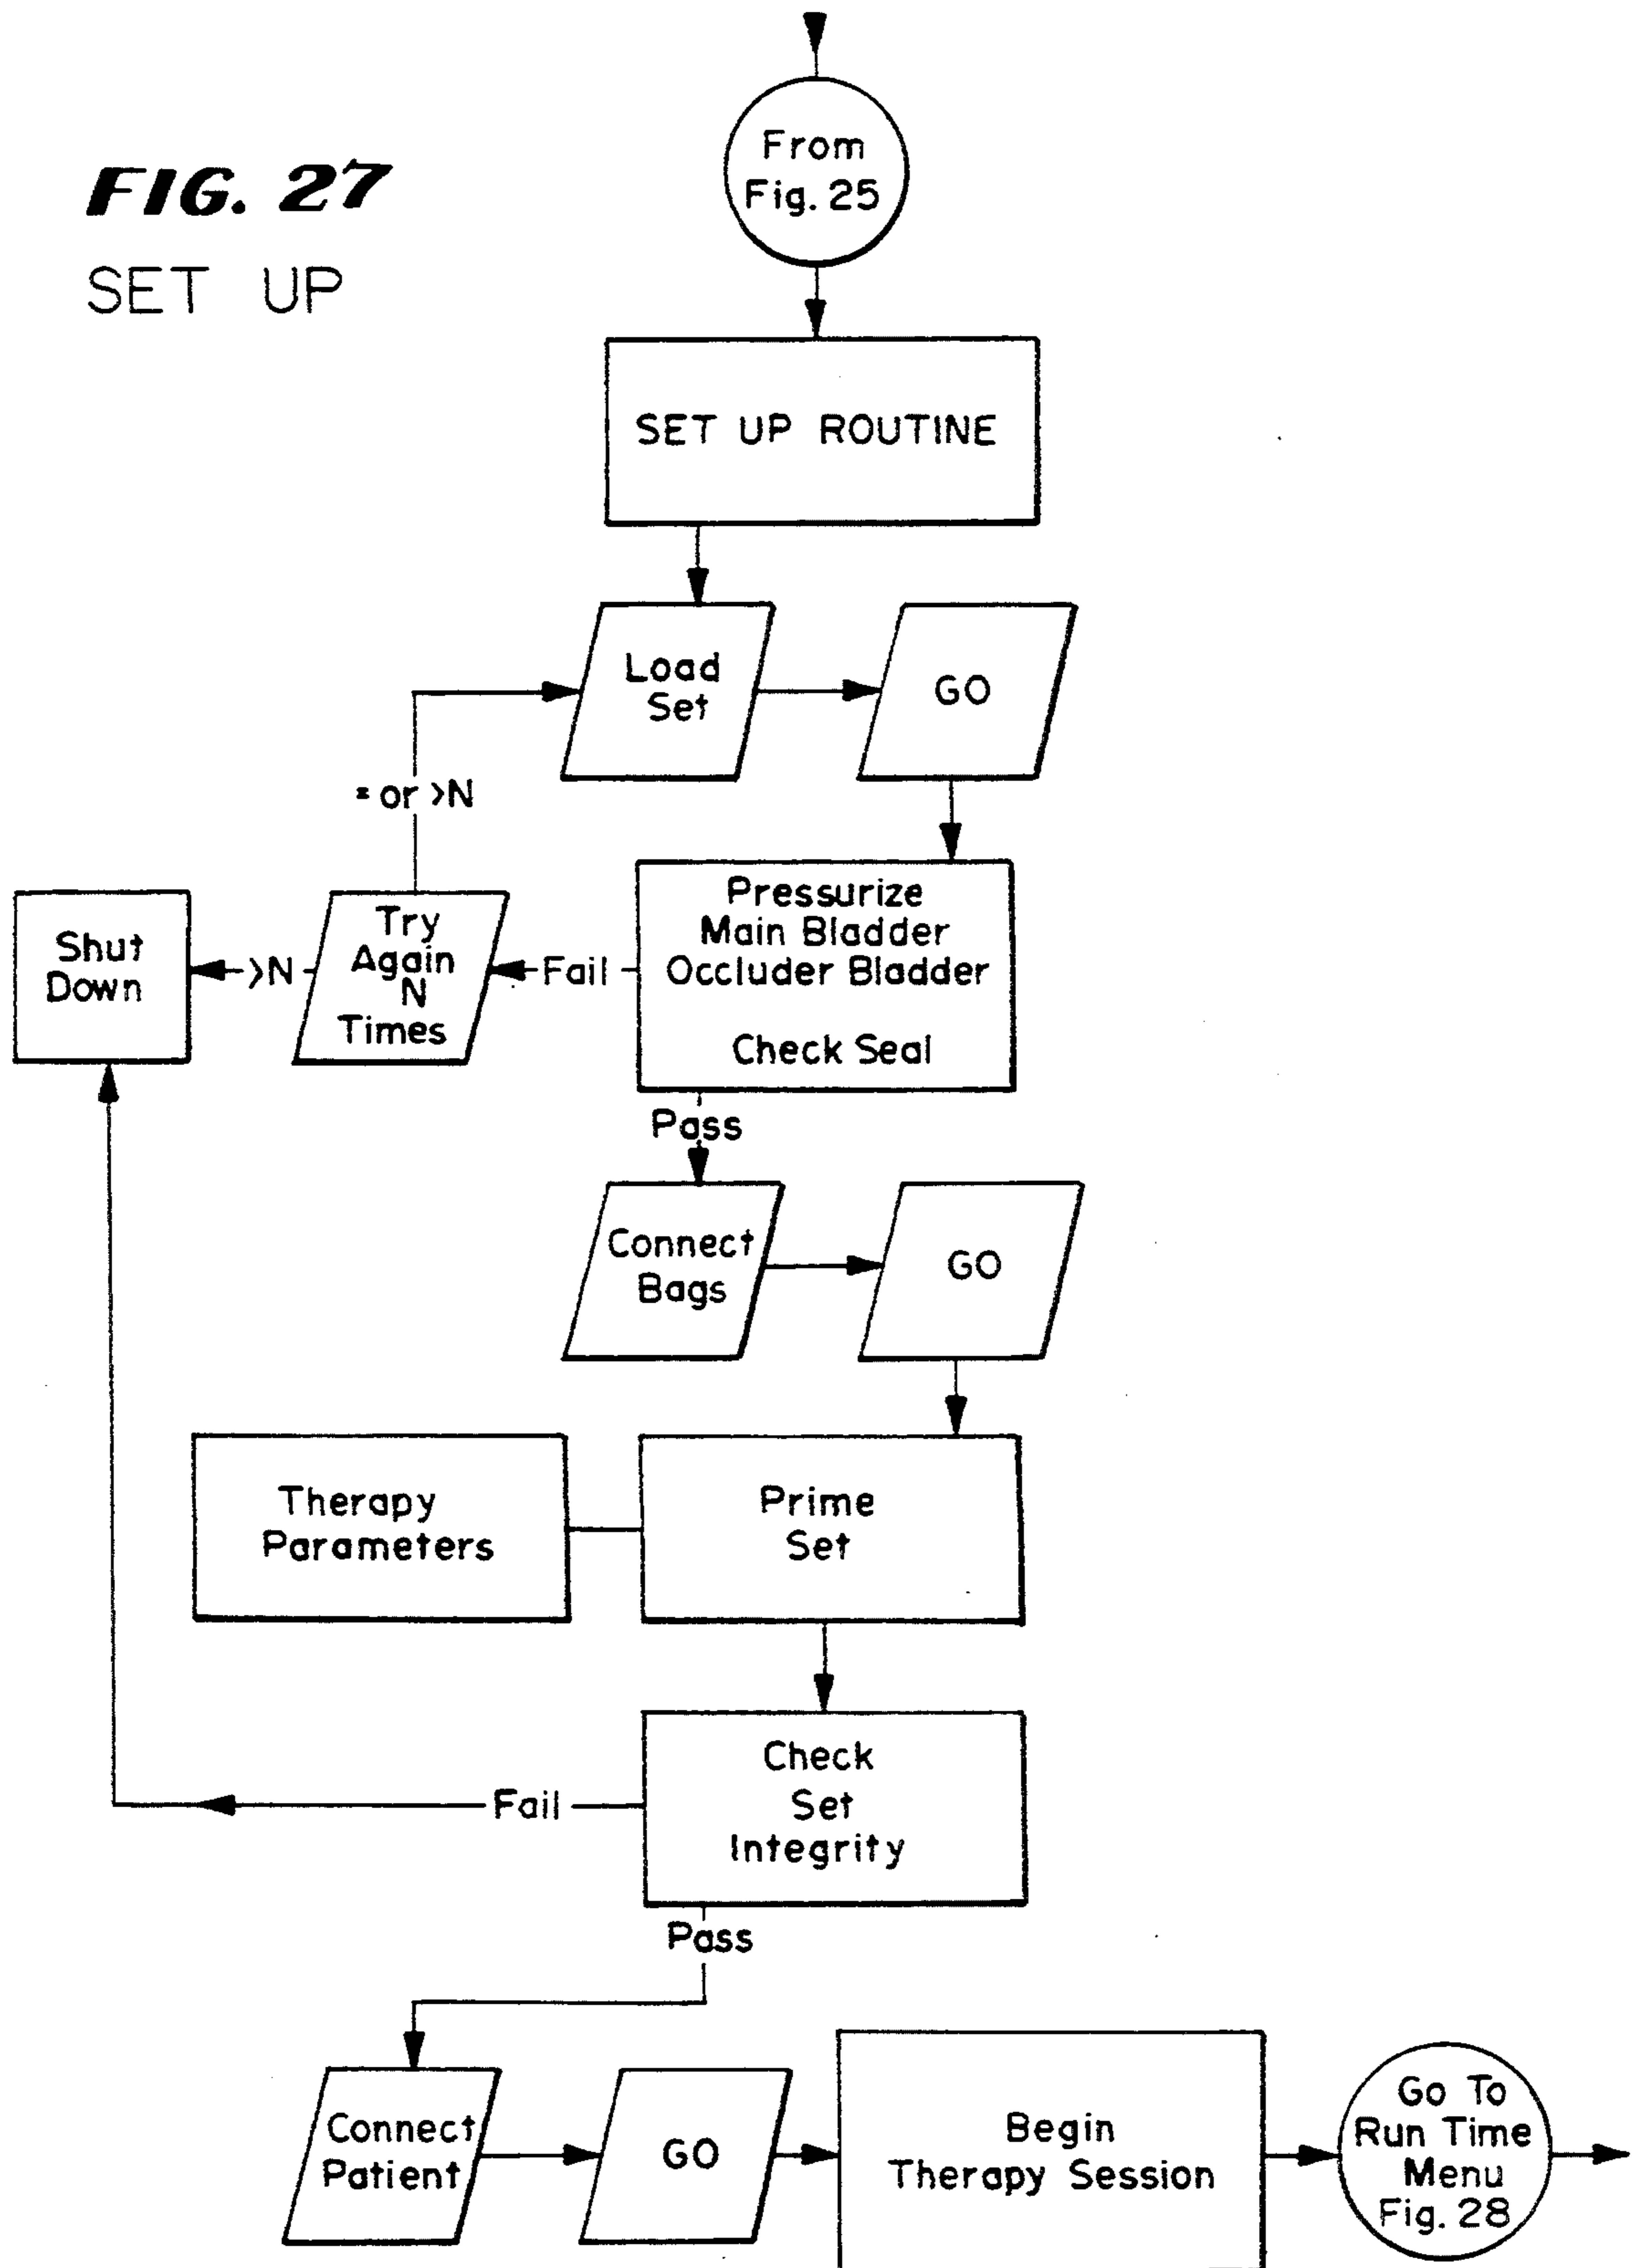 FIG. 27
SET UP
From
Fig. 25
SET UP ROUTINE
Load
Set
GO
= or >N
Pressurize
Main Bladder
Occluder Bladder
Check Seal
Fail
Try
Again
N
Times
>N
Shut
Down
Pass
Connect
Bags
GO
Therapy
Parameters
Prime
Set
Check
Set
Integrity
Fail
Pass
Connect
Patient
GO
Begin
Therapy Session
Go To
Run Time
Menu
Fig. 28